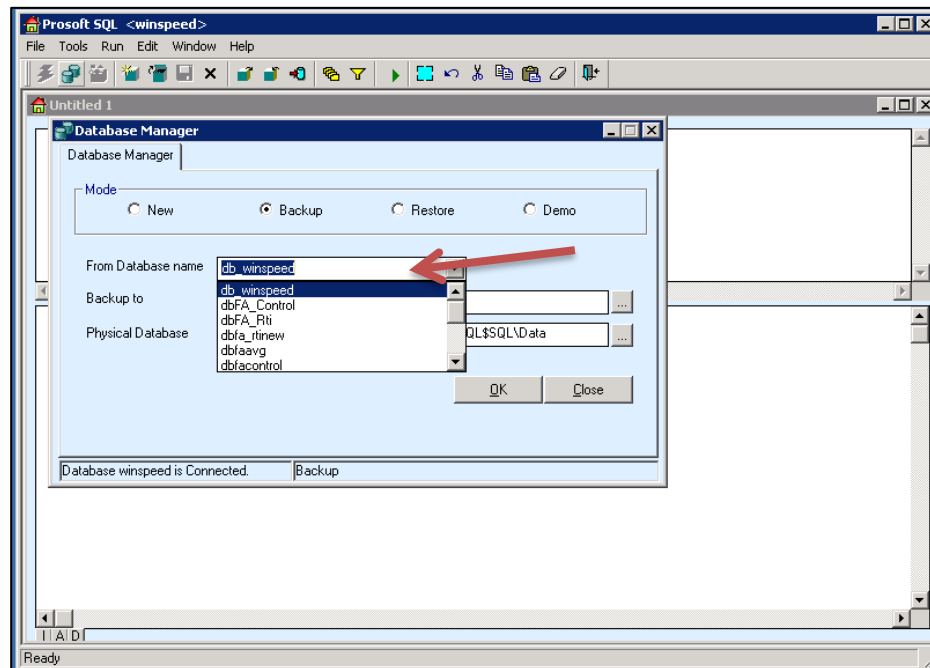 Prosoft SQL <winspeed>
File Tools Run Edit Window Help
Untitled 1
Database Manager
Database Manager
Mode
New Backup Restore Demo
From Database name db_winspeed
db_winspeed
dbFA_Control
dbFA_Rti
dbfa_rtinew
dbfaavg
dbfacontrol
Backup to ...
Physical Database QL$SQL\Data ...
OK Close
Database winspeed is Connected. Backup
I A D
Ready